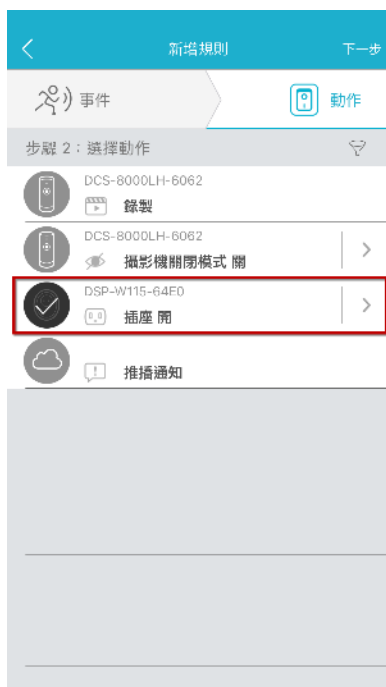 新增規則
下一步
事件
動作
步驟 2：選擇動作
DCS-8000LH-6062
錄製
DCS-8000LH-6062
攝影機關閉模式 開
DSP-W115-64E0
插座 開
推播通知